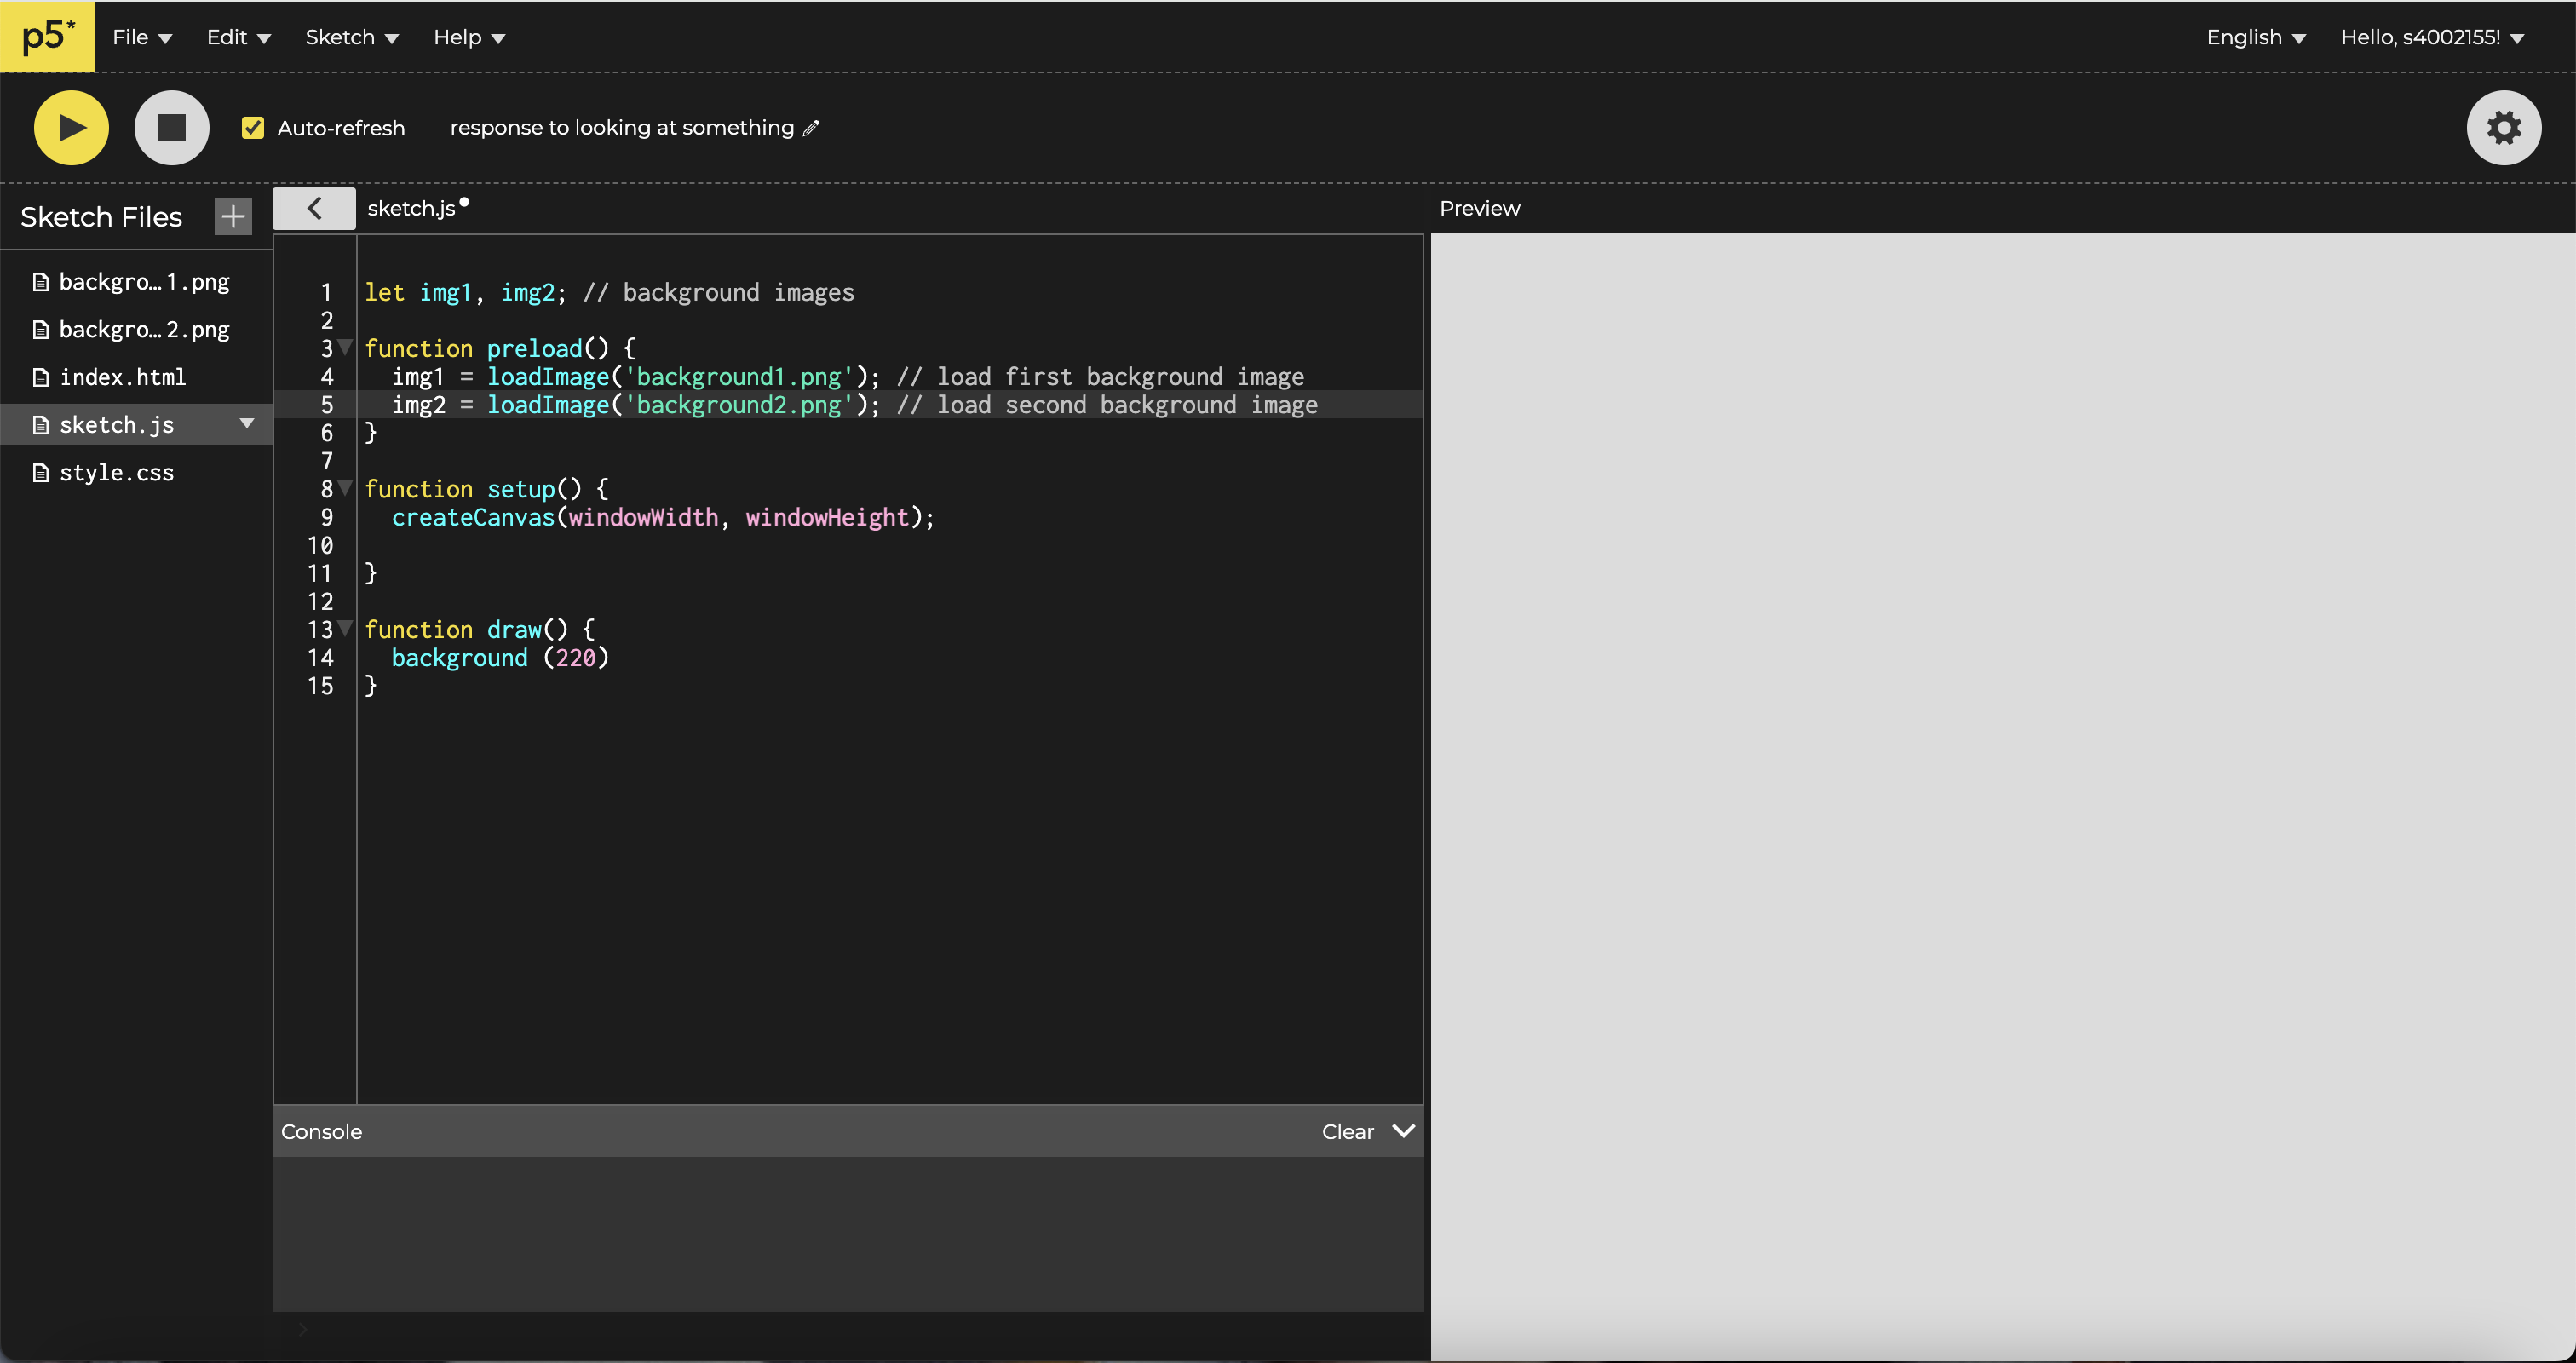 p5* File Edit Sketch Help English Hello, s4002155!
Auto-refresh response to looking at something
Sketch Files
backgro…1.png
backgro…2.png
index.html
sketch.js
style.css
sketch.js
1 let img1, img2; // background images
2
3 function preload() {
4 img1 = loadImage('background1.png'); // load first background image
5 img2 = loadImage('background2.png'); // load second background image
6 }
7
8 function setup() {
9 createCanvas(windowWidth, windowHeight);
10
11 }
12
13 function draw() {
14 background (220)
15 }
Console Clear
Preview